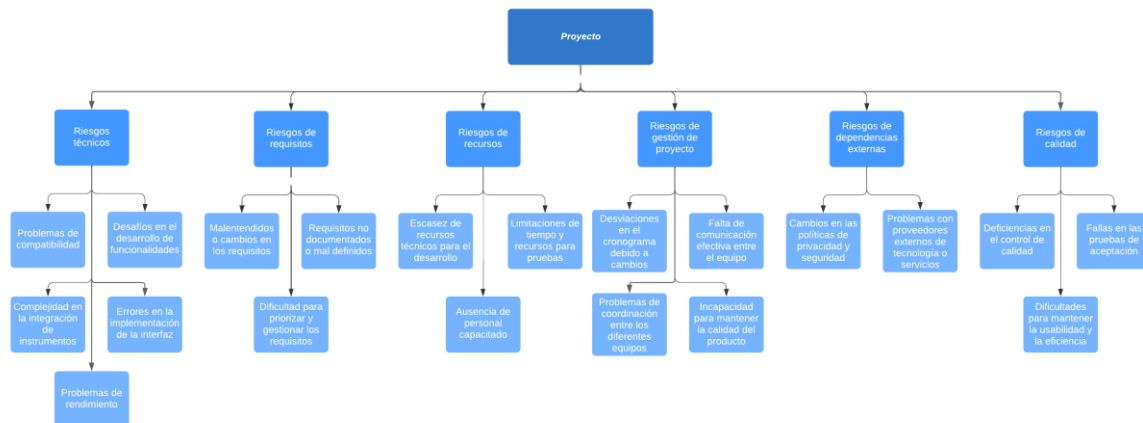 Proyecto
Riesgos
técnicos
Riesgos de
requisitos
Riesgos de
recursos
Riesgos de
gestión de
proyecto
Riesgos de
dependencias
externas
Riesgos de
calidad
Problemas de
compatibilidad
Desafíos en el
desarrollo de
funcionalidades
Malentendidos
o cambios en
los requisitos
Requisitos no
documentados
o mal definidos
Escasez de
recursos
técnicos para el
desarrollo
Limitaciones de
tiempo y
recursos para
pruebas
Desviaciones
en el
cronograma
debido a
cambios
Falta de
comunicación
efectiva entre
el equipo
Cambios en las
políticas de
privacidad y
seguridad
Problemas con
proveedores
externos de
tecnología o
servicios
Deficiencias en
el control de
calidad
Fallas en las
pruebas de
aceptación
Complejidad en
la integración
de
instrumentos
Errores en la
implementación
de la interfaz
Dificultad para
priorizar y
gestionar los
requisitos
Ausencia de
personal
capacitado
Problemas de
coordinación
entre los
diferentes
equipos
Incapacidad
para mantener
la calidad del
producto
Dificultades
para mantener
la usabilidad y
la eficiencia
Problemas de
rendimiento